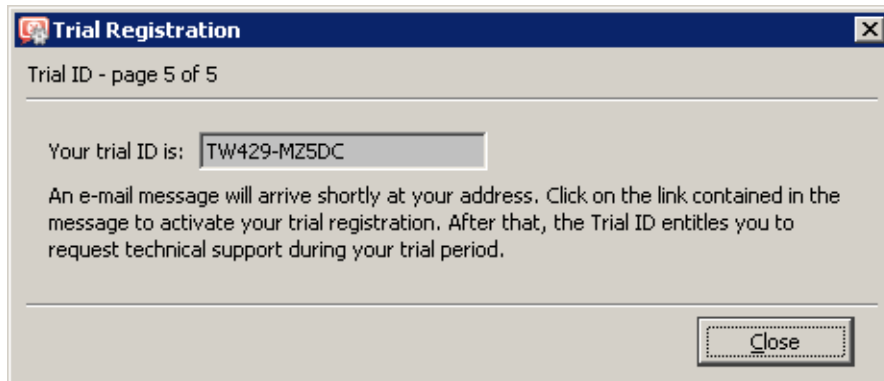 Trial Registration
Trial ID - page 5 of 5
Your trial ID is: TW429-MZ5DC
An e-mail message will arrive shortly at your address. Click on the link contained in the
message to activate your trial registration. After that, the Trial ID entitles you to
request technical support during your trial period.
Close